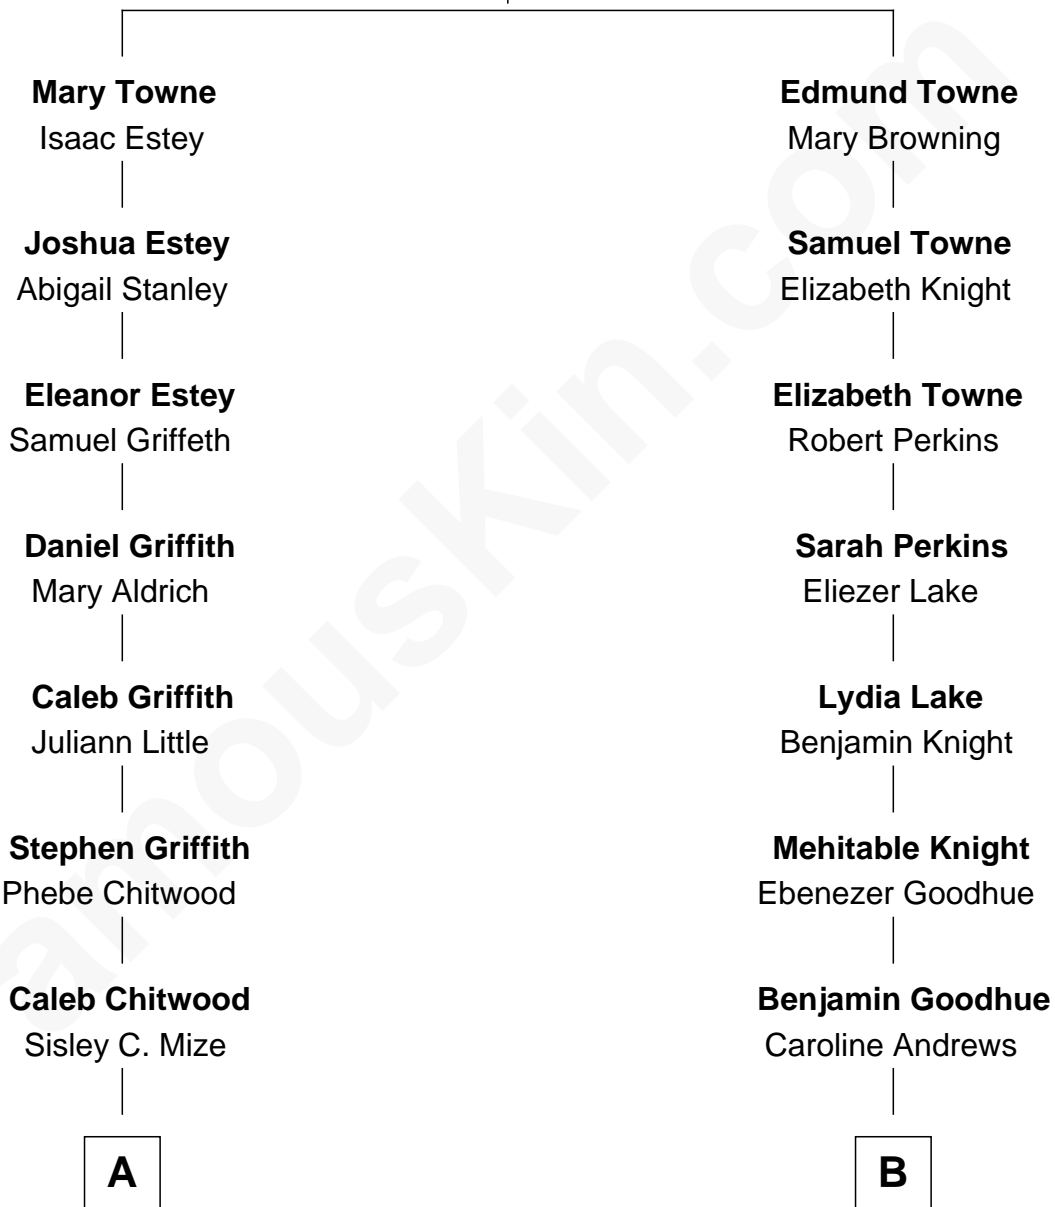 Mary Towne
Isaac Estey
Edmund Towne
Mary Browning
Joshua Estey
Abigail Stanley
Samuel Towne
Elizabeth Knight
Eleanor Estey
Samuel Griffeth
Elizabeth Towne
Robert Perkins
Daniel Griffith
Mary Aldrich
Sarah Perkins
Eliezer Lake
Caleb Griffith
Juliann Little
Lydia Lake
Benjamin Knight
Stephen Griffith
Phebe Chitwood
Mehitable Knight
Ebenezer Goodhue
Caleb Chitwood
Sisley C. Mize
Benjamin Goodhue
Caroline Andrews
A
B
amousKin.com